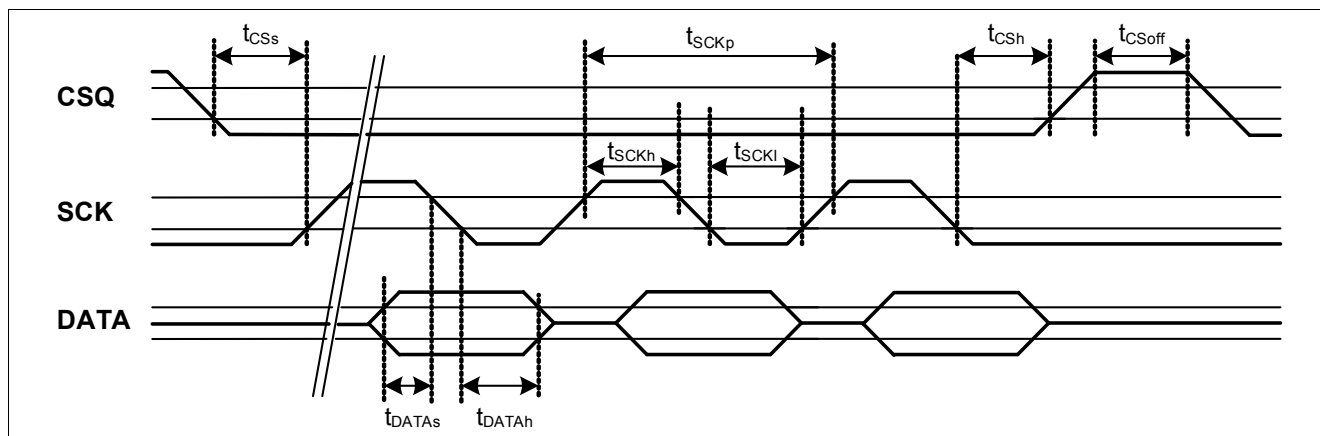 tCSs
tSCKp
tCSh
tCSoff
CSQ
tSCKh
tSCKl
SCK
DATA
tDATAs
tDATAh